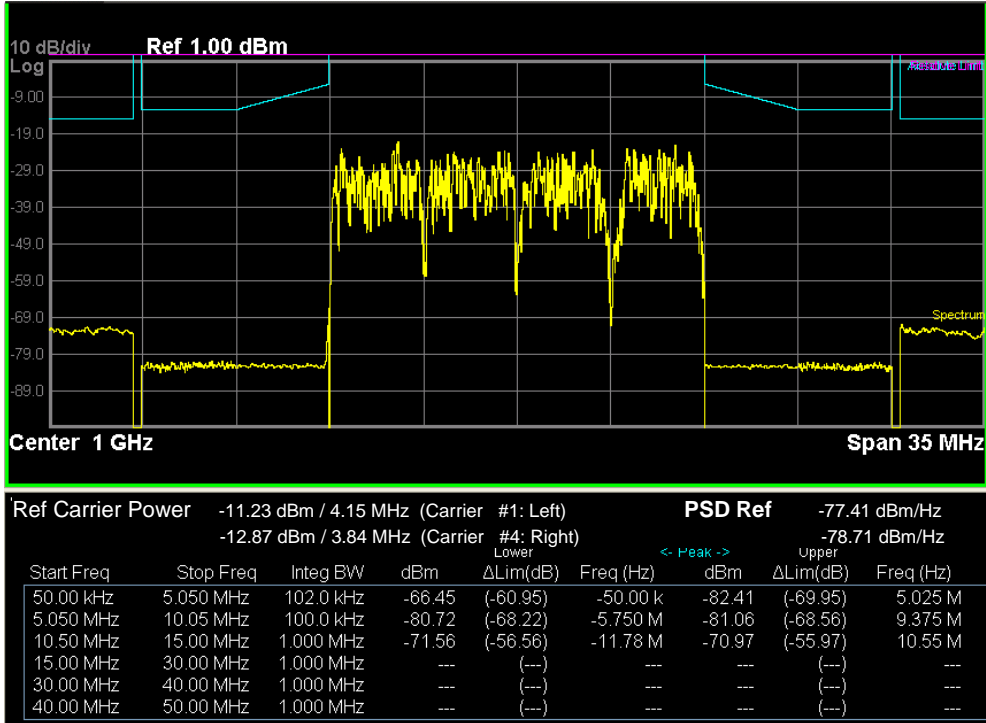 10 dB/div Ref 1.00 dBm
Log
-9.00
-19.0
-29.0
-39.0
-49.0
-59.0
-69.0
-79.0
-89.0
Spectrum
Center 1 GHz Span 35 MHz
Ref Carrier Power -11.23 dBm / 4.15 MHz (Carrier #1: Left) PSD Ref -77.41 dBm/Hz
-12.87 dBm / 3.84 MHz (Carrier #4: Right) -78.71 dBm/Hz
Lower <- Peak -> Upper
Start Freq Stop Freq Integ BW dBm ΔLim(dB) Freq (Hz) dBm ΔLim(dB) Freq (Hz)
50.00 kHz 5.050 MHz 102.0 kHz -66.45 (-60.95) -50.00 k -82.41 (-69.95) 5.025 M
5.050 MHz 10.05 MHz 100.0 kHz -80.72 (-68.22) -5.750 M -81.06 (-68.56) 9.375 M
10.50 MHz 15.00 MHz 1.000 MHz -71.56 (-56.56) -11.78 M -70.97 (-55.97) 10.55 M
15.00 MHz 30.00 MHz 1.000 MHz --- (---) --- --- (---) ---
30.00 MHz 40.00 MHz 1.000 MHz --- (---) --- --- (---) ---
40.00 MHz 50.00 MHz 1.000 MHz --- (---) --- --- (---) ---